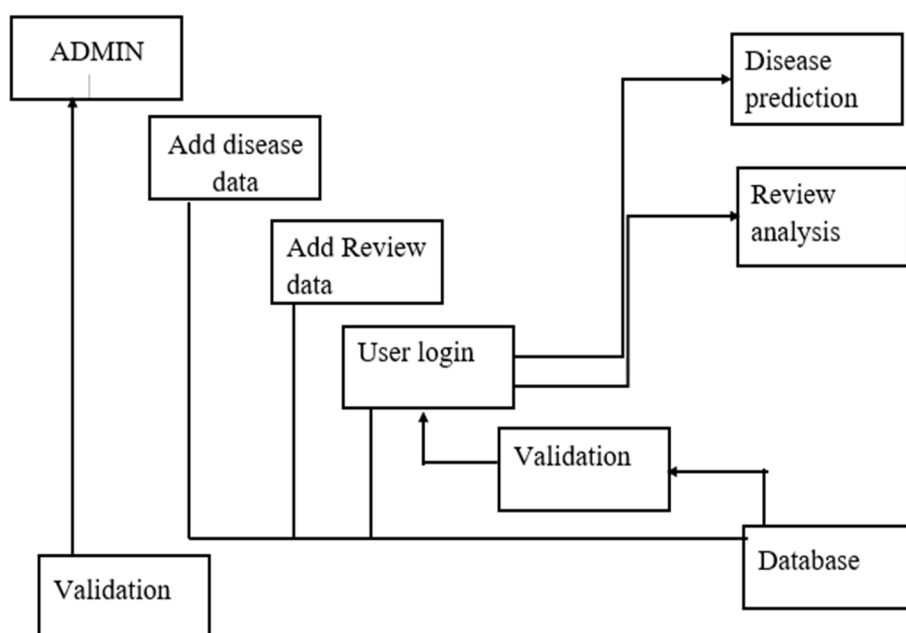 ADMIN
Disease
prediction
Add disease
data
Review
analysis
Add Review
data
User login
Validation
Database
Validation